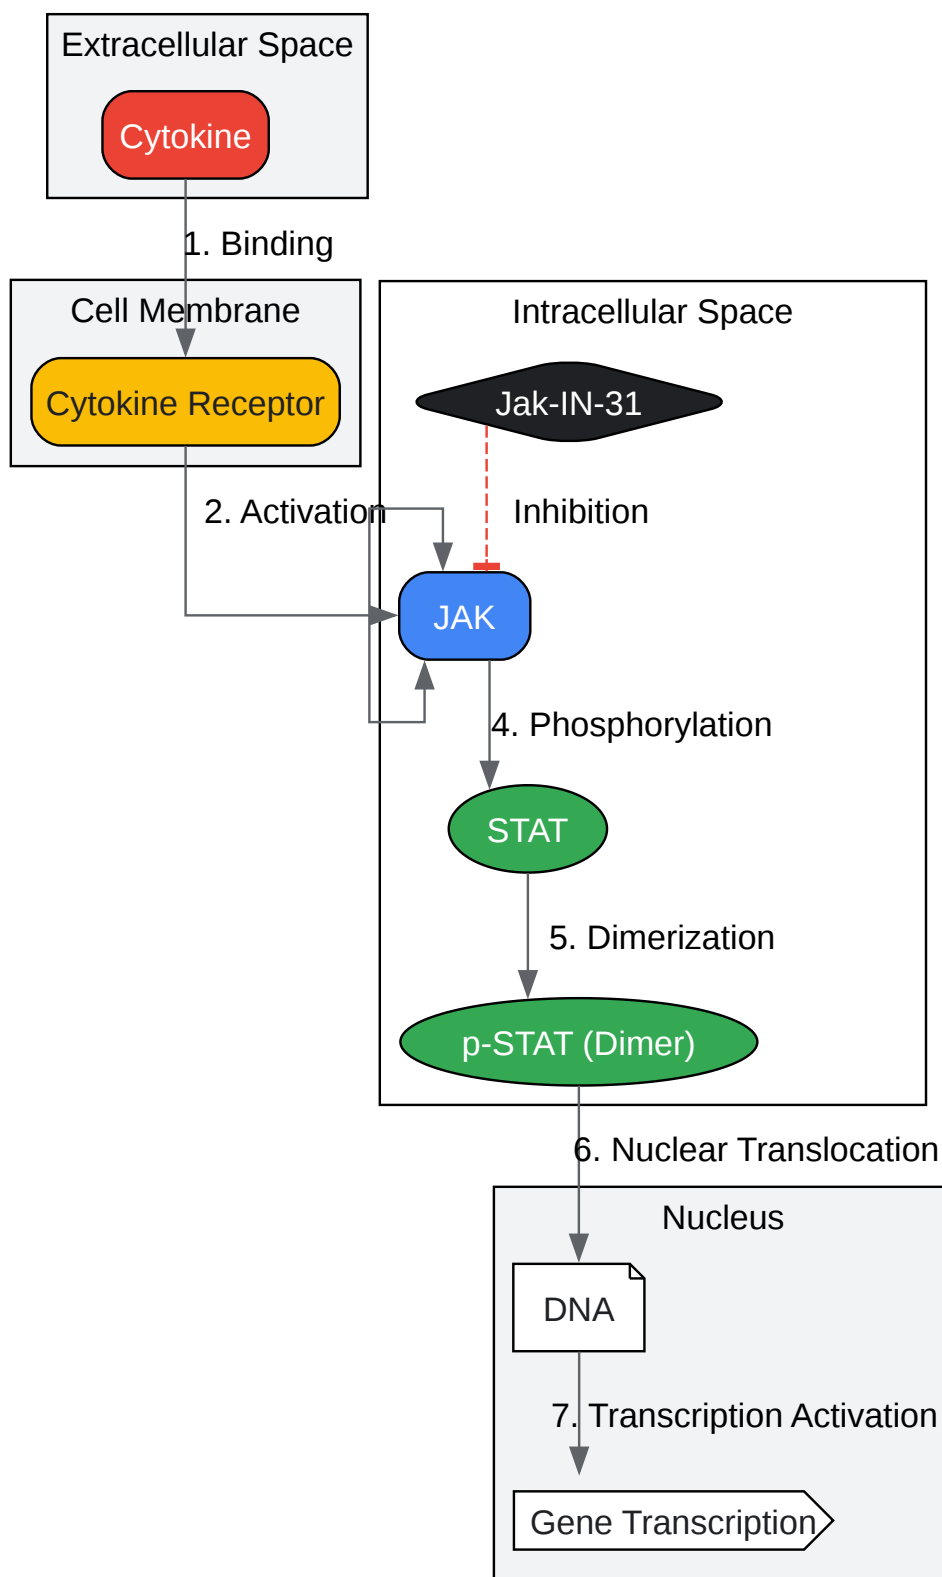 Extracellular Space
Cytokine
1. Binding
Cell Membrane
Cytokine Receptor
Intracellular Space
Jak-IN-31
2. Activation
Inhibition
JAK
4. Phosphorylation
STAT
5. Dimerization
p-STAT (Dimer)
6. Nuclear Translocation
Nucleus
DNA
7. Transcription Activation
Gene Transcription